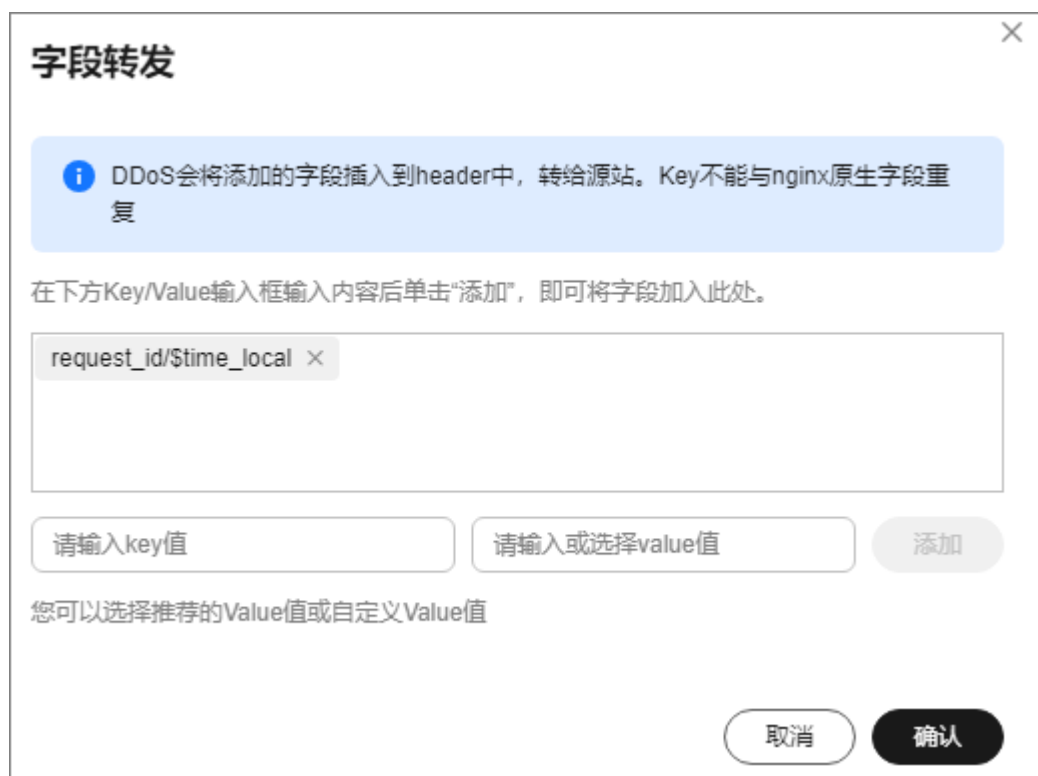 字段转发
DDoS会将添加的字段插入到header中，转给源站。Key不能与nginx原生字段重
复
在下方Key/Value输入框输入内容后单击“添加”，即可将字段加入此处。
request_id/$time_local
请输入key值
请输入或选择value值
添加
您可以选择推荐的Value值或自定义Value值
取消
确认